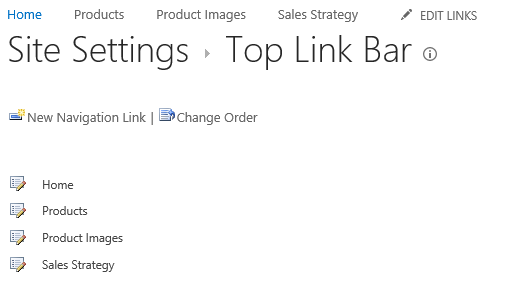 Home Products Product Images Sales Strategy EDIT LINKS
Site Settings ▸ Top Link Bar
New Navigation Link | Change Order
Home
Products
Product Images
Sales Strategy